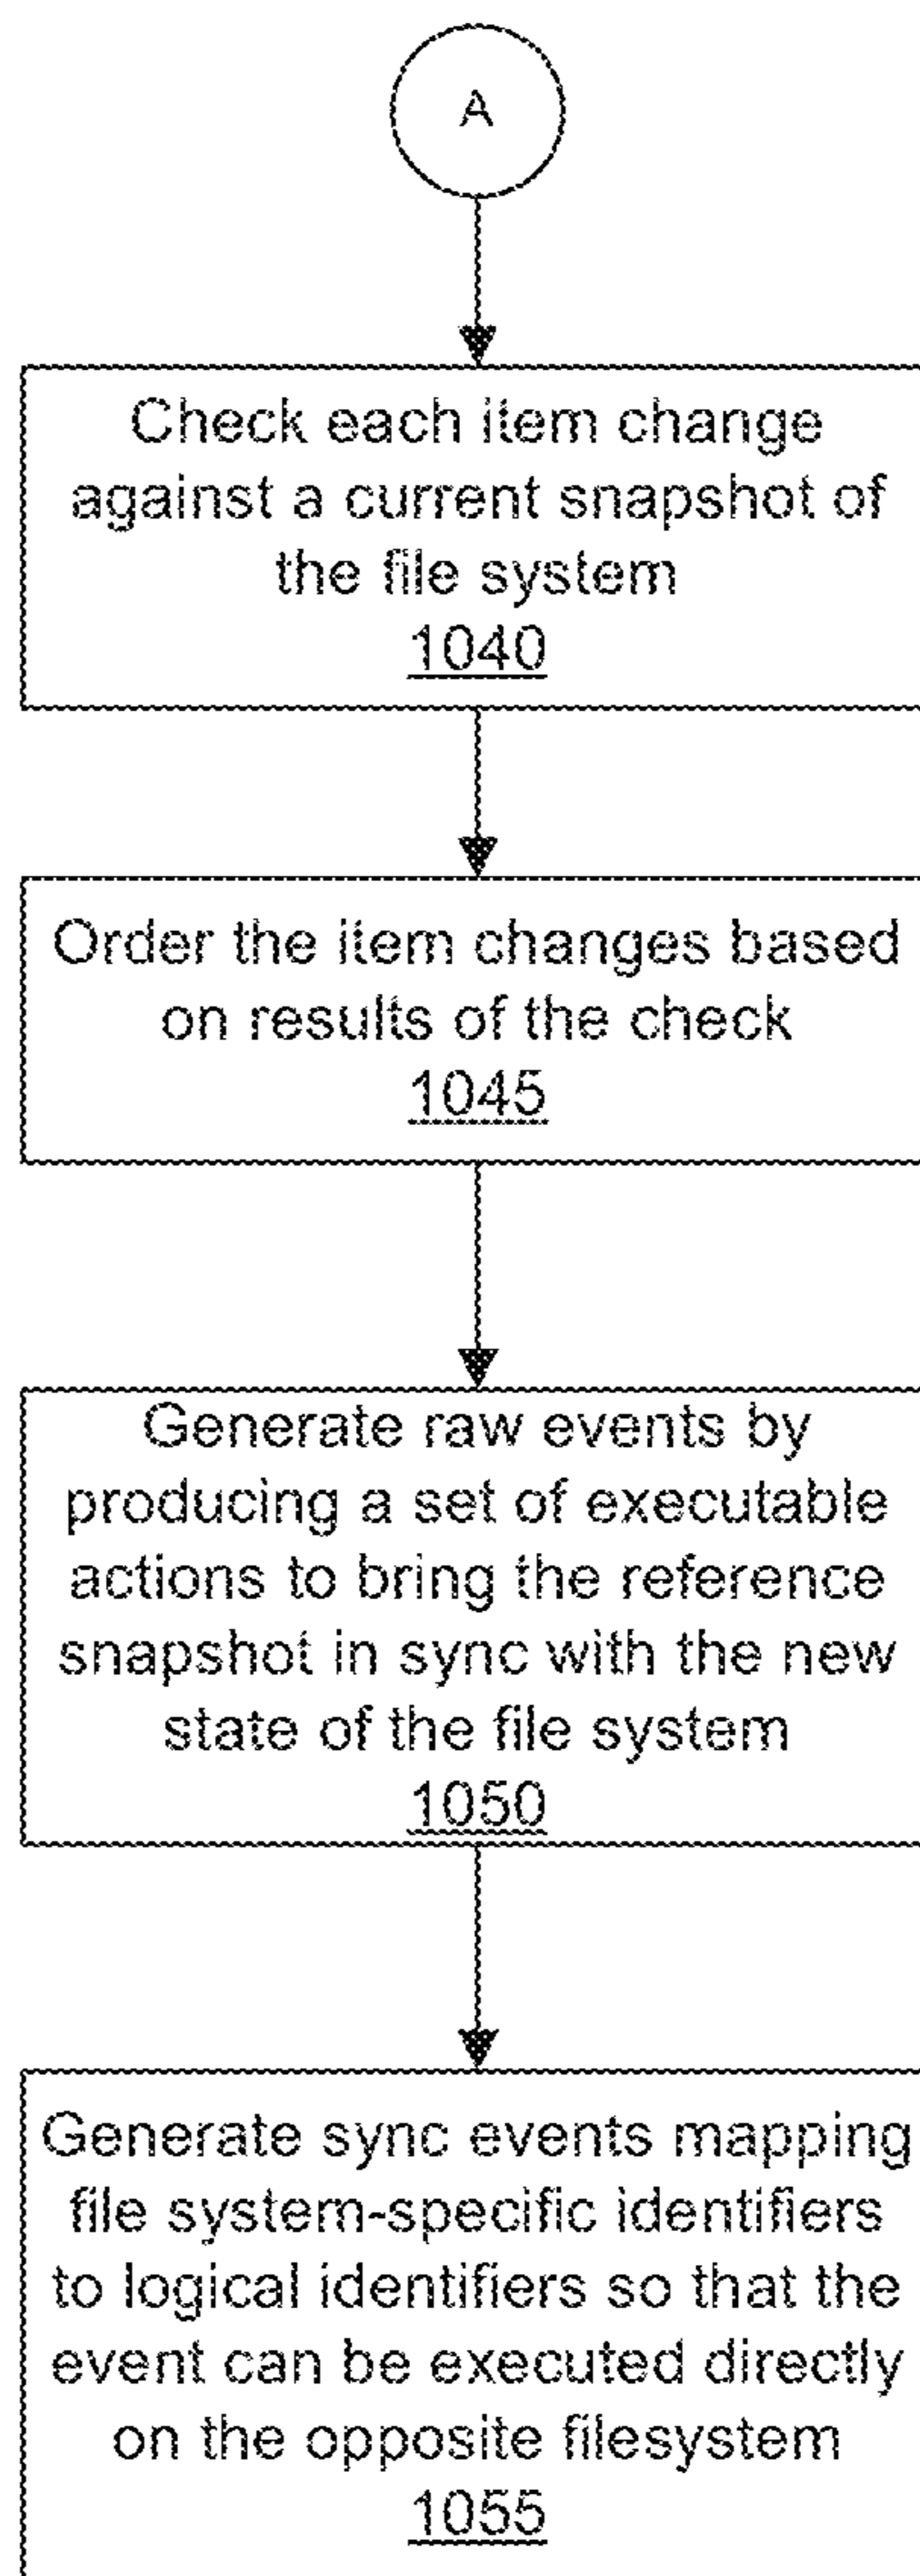 A
Check each item change
against a current snapshot of
the file system
1040
Order the item changes based
on results of the check
1045
Generate raw events by
producing a set of executable
actions to bring the reference
snapshot in sync with the new
state of the file system
1050
Generate sync events mapping
file system-specific identifiers
to logical identifiers so that the
event can be executed directly
on the opposite filesystem
1055